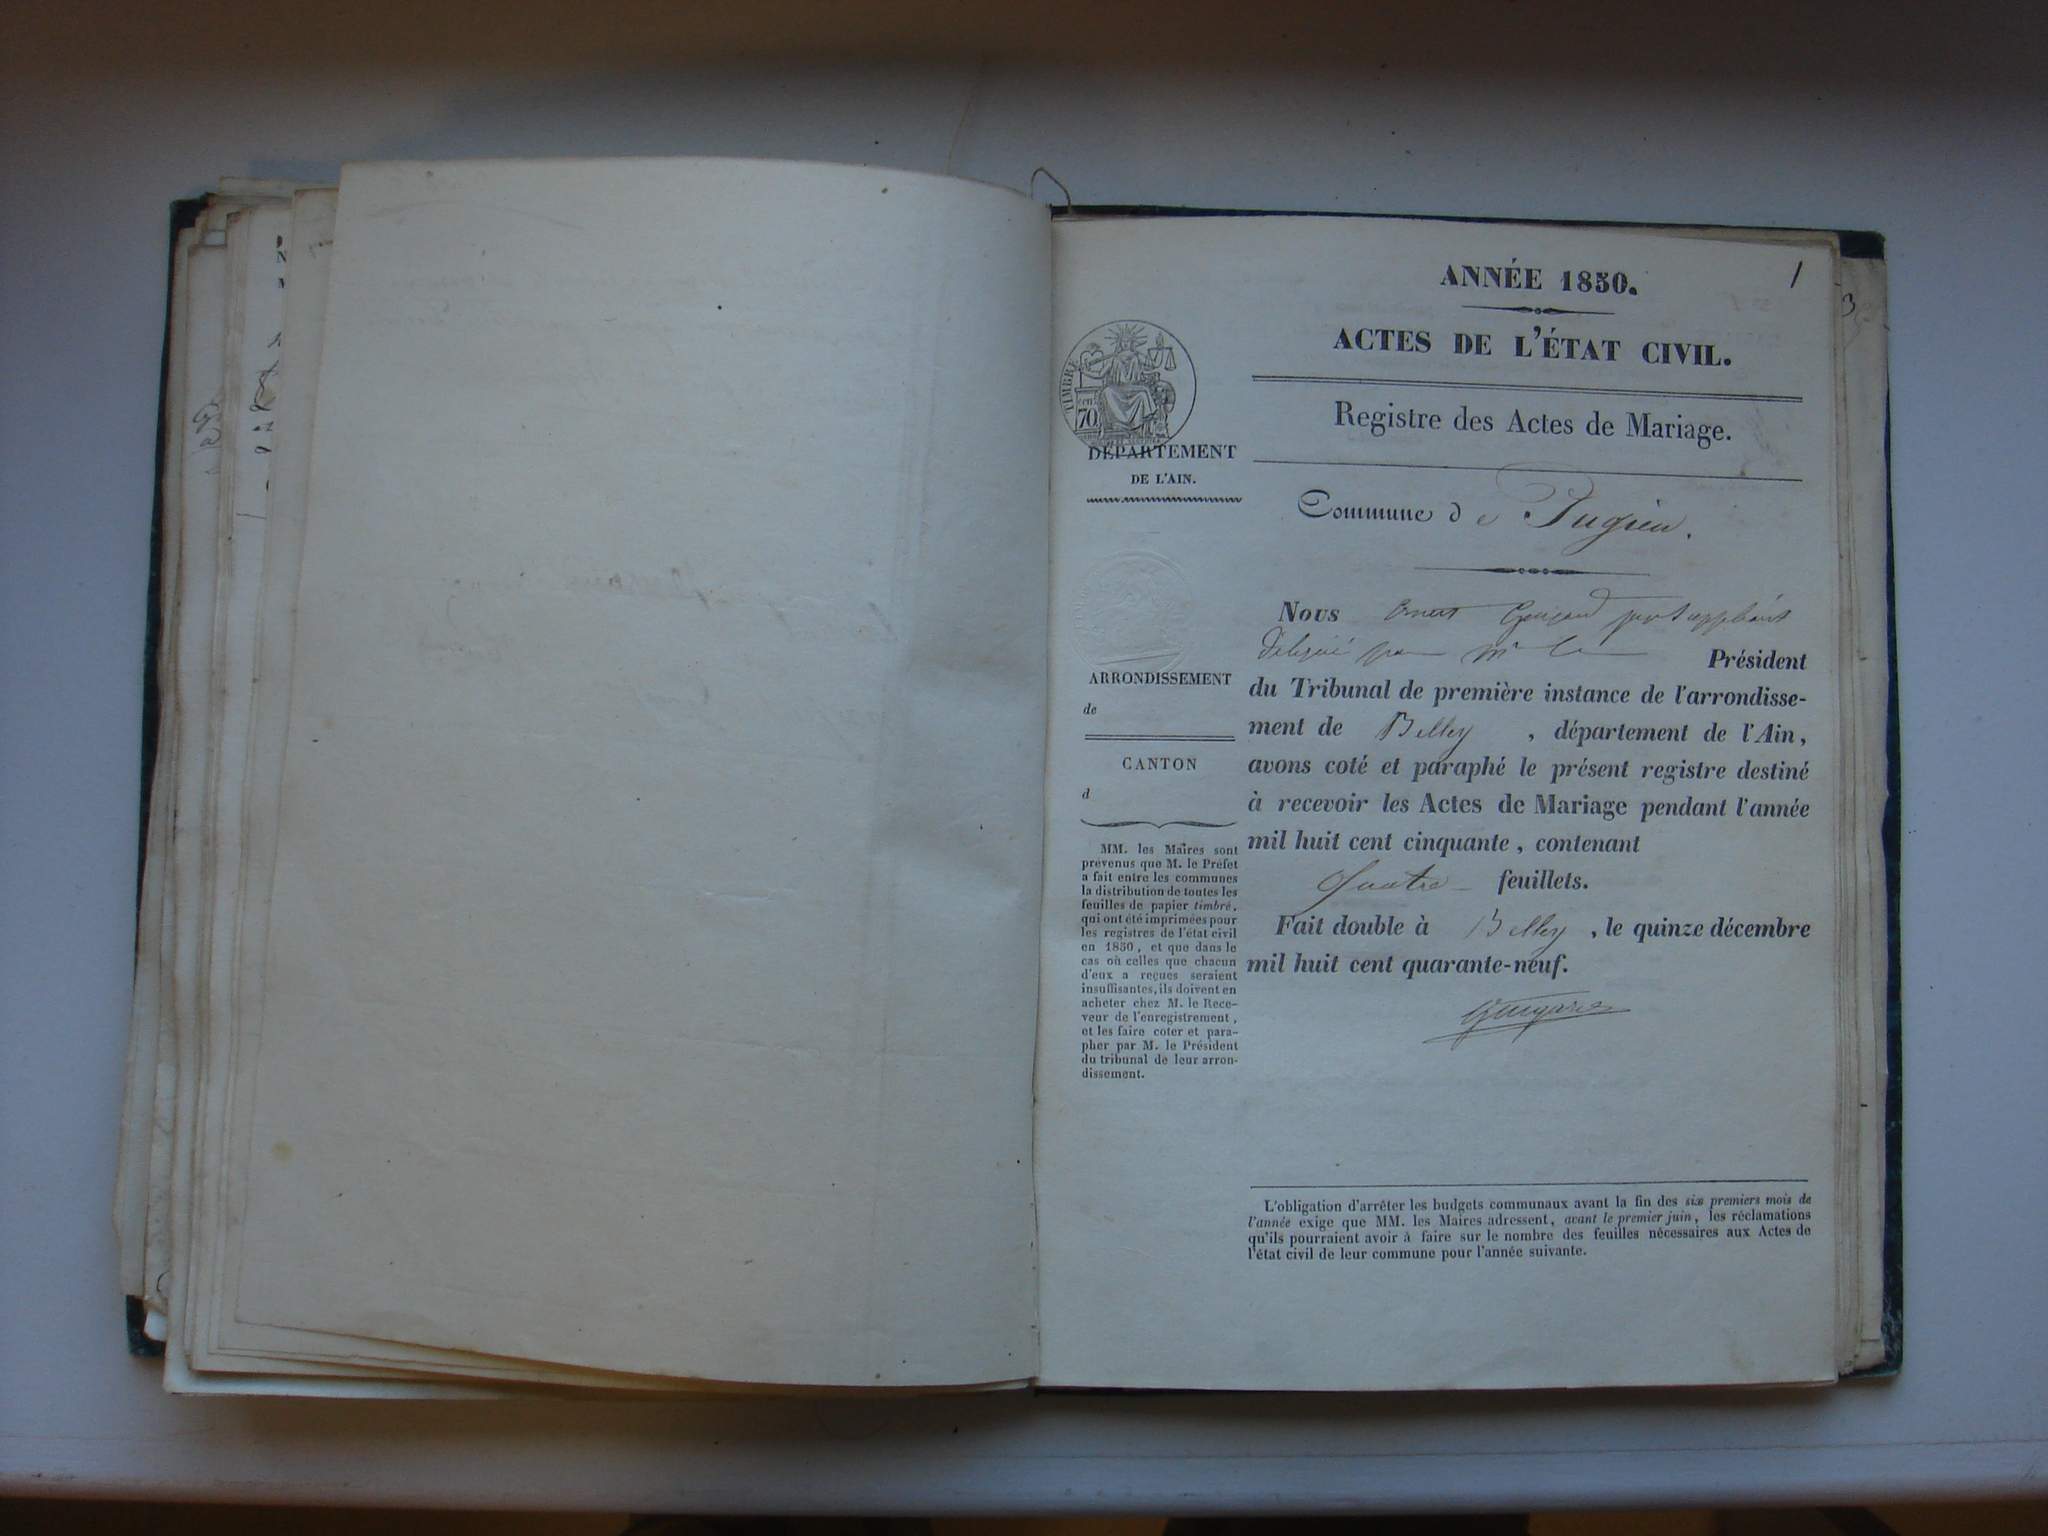 ANNÉE 1850.
1
ACTES DE L'ÉTAT CIVIL.
Registre des Actes de Mariage.
Commune de Pugieu.
TIMBRE
70
DÉPARTEMENT
DE L'AIN.
ARRONDISSEMENT
de
CANTON
d
MM. les Maires sont
prévenus que M. le Préfet
a fait entre les communes
la distribution de toutes les
feuilles de papier timbré,
qui ont été imprimées pour
les registres de l'état civil
en 1850, et que dans le
cas où celles que chacun
d'eux a reçues seraient
insuffisantes, ils doivent en
acheter chez M. le Rece-
veur de l'enregistrement,
et les faire coter et para-
pher par M. le Président
du tribunal de leur arron-
dissement.
Nous juge suppléant
délégué par Mr le Président
du Tribunal de première instance de l'arrondisse-
ment de Belley, département de l'Ain,
avons coté et paraphé le présent registre destiné
à recevoir les Actes de Mariage pendant l'année
mil huit cent cinquante, contenant
quatre feuillets.
Fait double à Belley, le quinze décembre
mil huit cent quarante-neuf.
L'obligation d'arrêter les budgets communaux avant la fin des six premiers mois de
l'année exige que MM. les Maires adressent, avant le premier juin, les réclamations
qu'ils pourraient avoir à faire sur le nombre des feuilles nécessaires aux Actes de
l'état civil de leur commune pour l'année suivante.